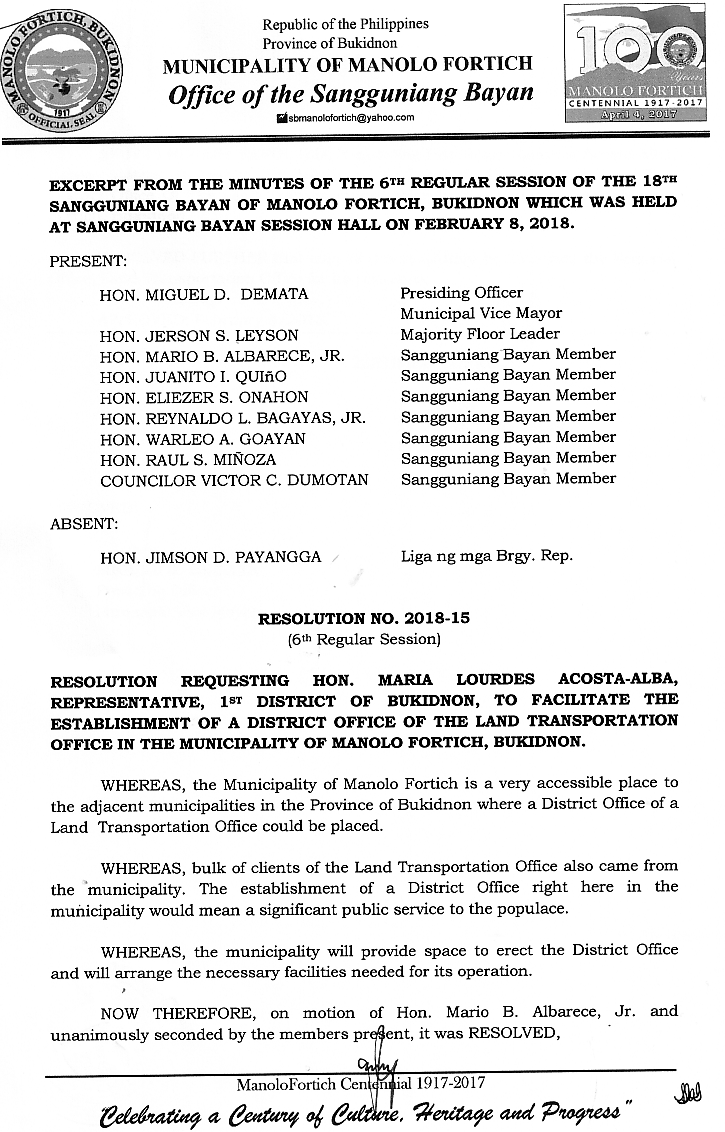 MANOLO FORTICH, BUKIDNON
1917
OFFICIAL SEAL
Republic of the Philippines
Province of Bukidnon
MUNICIPALITY OF MANOLO FORTICH
Office of the Sangguniang Bayan
sbmanolofortich@yahoo.com
100
Years
MANOLO FORTICH
CENTENNIAL 1917-2017
April 4, 2017
EXCERPT FROM THE MINUTES OF THE 6TH REGULAR SESSION OF THE 18TH
SANGGUNIANG BAYAN OF MANOLO FORTICH, BUKIDNON WHICH WAS HELD
AT SANGGUNIANG BAYAN SESSION HALL ON FEBRUARY 8, 2018.
PRESENT:
HON. MIGUEL D. DEMATA Presiding Officer
Municipal Vice Mayor
HON. JERSON S. LEYSON Majority Floor Leader
HON. MARIO B. ALBARECE, JR. Sangguniang Bayan Member
HON. JUANITO I. QUIñO Sangguniang Bayan Member
HON. ELIEZER S. ONAHON Sangguniang Bayan Member
HON. REYNALDO L. BAGAYAS, JR. Sangguniang Bayan Member
HON. WARLEO A. GOAYAN Sangguniang Bayan Member
HON. RAUL S. MIÑOZA Sangguniang Bayan Member
COUNCILOR VICTOR C. DUMOTAN Sangguniang Bayan Member
ABSENT:
HON. JIMSON D. PAYANGGA Liga ng mga Brgy. Rep.
RESOLUTION NO. 2018-15
(6th Regular Session)
RESOLUTION REQUESTING HON. MARIA LOURDES ACOSTA-ALBA,
REPRESENTATIVE, 1ST DISTRICT OF BUKIDNON, TO FACILITATE THE
ESTABLISHMENT OF A DISTRICT OFFICE OF THE LAND TRANSPORTATION
OFFICE IN THE MUNICIPALITY OF MANOLO FORTICH, BUKIDNON.
WHEREAS, the Municipality of Manolo Fortich is a very accessible place to
the adjacent municipalities in the Province of Bukidnon where a District Office of a
Land Transportation Office could be placed.
WHEREAS, bulk of clients of the Land Transportation Office also came from
the municipality. The establishment of a District Office right here in the
municipality would mean a significant public service to the populace.
WHEREAS, the municipality will provide space to erect the District Office
and will arrange the necessary facilities needed for its operation.
NOW THEREFORE, on motion of Hon. Mario B. Albarece, Jr. and
unanimously seconded by the members present, it was RESOLVED,
ManoloFortich Centennial 1917-2017
"Celebrating a Century of Culture, Heritage and Progress"